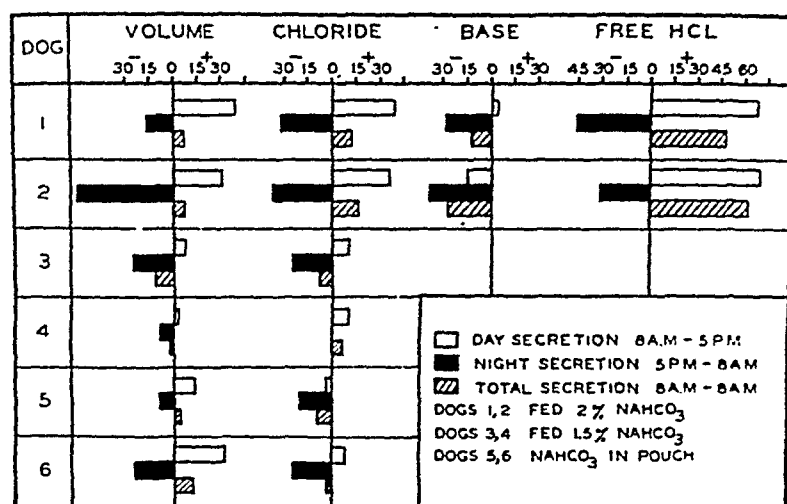 DOG VOLUME CHLORIDE BASE FREE HCL
- + - + - + - +
30 15 0 15 30 30 15 0 15 30 30 15 0 15 30 45 30 15 0 15 30 45 60
1
2
3
4
5
6
DAY SECRETION 8A.M-5PM
NIGHT SECRETION 5PM-8AM
TOTAL SECRETION 8AM-8AM
DOGS 1,2 FED 2% NAHCO3
DOGS 3,4 FED 1.5% NAHCO3
DOGS 5,6 NAHCO3 IN POUCH